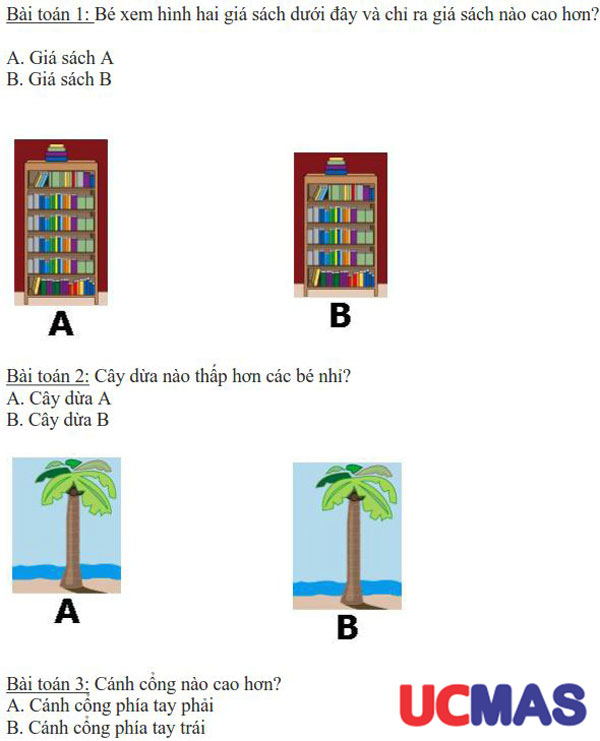 Bài toán 1: Bé xem hình hai giá sách dưới đây và chỉ ra giá sách nào cao hơn?
A. Giá sách A
B. Giá sách B
A
B
Bài toán 2: Cây dừa nào thấp hơn các bé nhỉ?
A. Cây dừa A
B. Cây dừa B
A
B
Bài toán 3: Cánh cổng nào cao hơn?
A. Cánh cổng phía tay phải
B. Cánh cổng phía tay trái
UCMAS